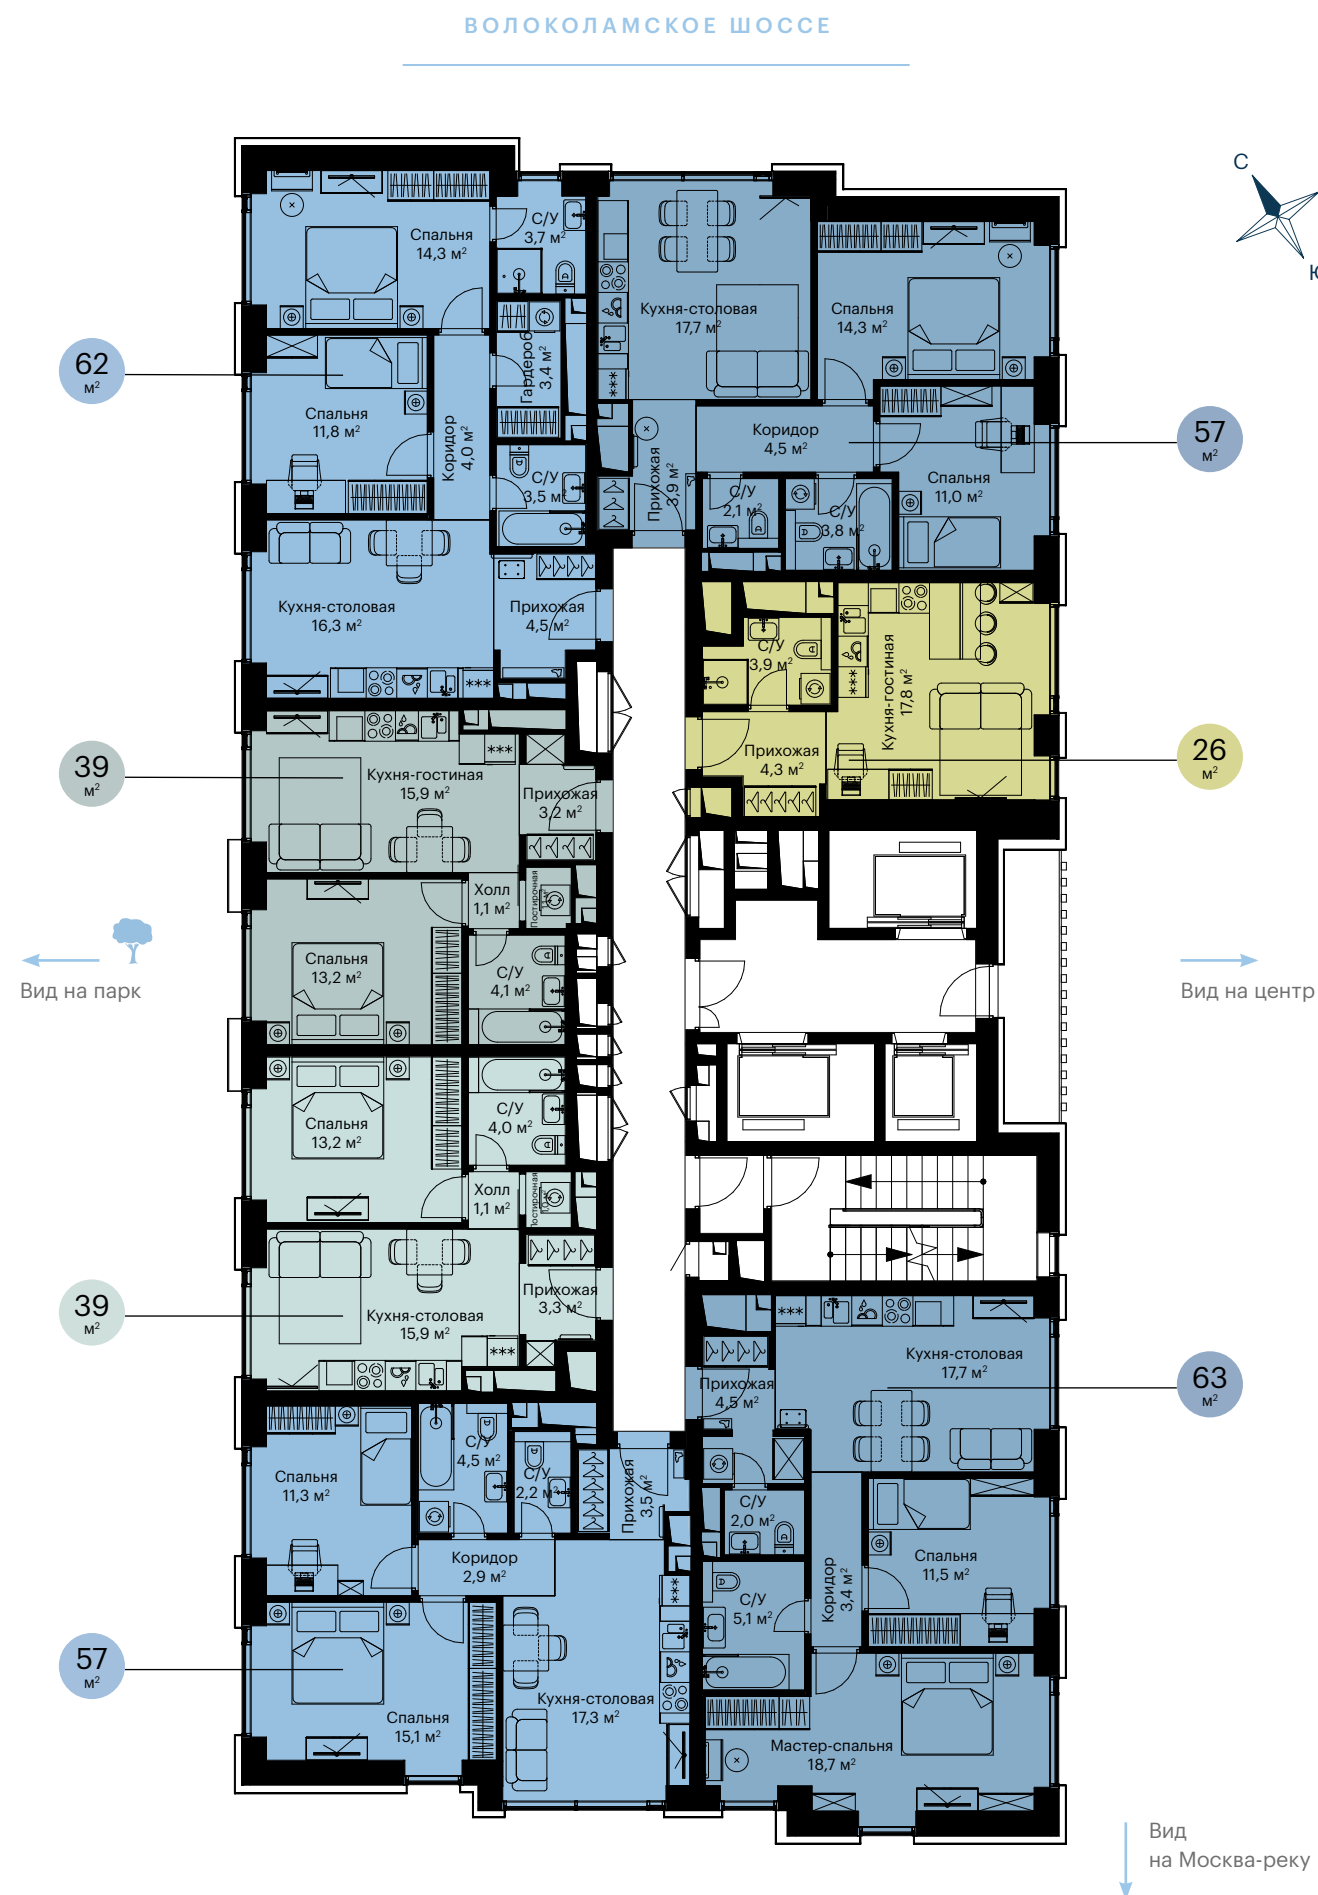 ВОЛОКОЛАМСКОЕ ШОССЕ
С
Ю
62
м²
Спальня
14,3 м²
С/У
3,7 м²
Гардероб
3,4 м²
Спальня
11,8 м²
Коридор
4,0 м²
С/У
3,5 м²
Кухня-столовая
16,3 м²
Прихожая
4,5 м²
57
м²
Кухня-столовая
17,7 м²
Спальня
14,3 м²
Коридор
4,5 м²
Прихожая
3,9 м²
С/У
2,1 м²
С/У
3,8 м²
Спальня
11,0 м²
26
м²
С/У
3,9 м²
Кухня-гостиная
17,8 м²
Прихожая
4,3 м²
39
м²
Кухня-гостиная
15,9 м²
Прихожая
3,2 м²
Холл
1,1 м²
Постирочная
Спальня
13,2 м²
С/У
4,1 м²
Вид на парк
Вид на центр
Спальня
13,2 м²
С/У
4,0 м²
Холл
1,1 м²
Постирочная
39
м²
Кухня-столовая
15,9 м²
Прихожая
3,3 м²
63
м²
Кухня-столовая
17,7 м²
Прихожая
4,5 м²
С/У
2,0 м²
С/У
5,1 м²
Коридор
3,4 м²
Спальня
11,5 м²
Мастер-спальня
18,7 м²
57
м²
Спальня
11,3 м²
С/У
4,5 м²
С/У
2,2 м²
Прихожая
3,5 м²
Коридор
2,9 м²
Спальня
15,1 м²
Кухня-столовая
17,3 м²
Вид
на Москва-реку